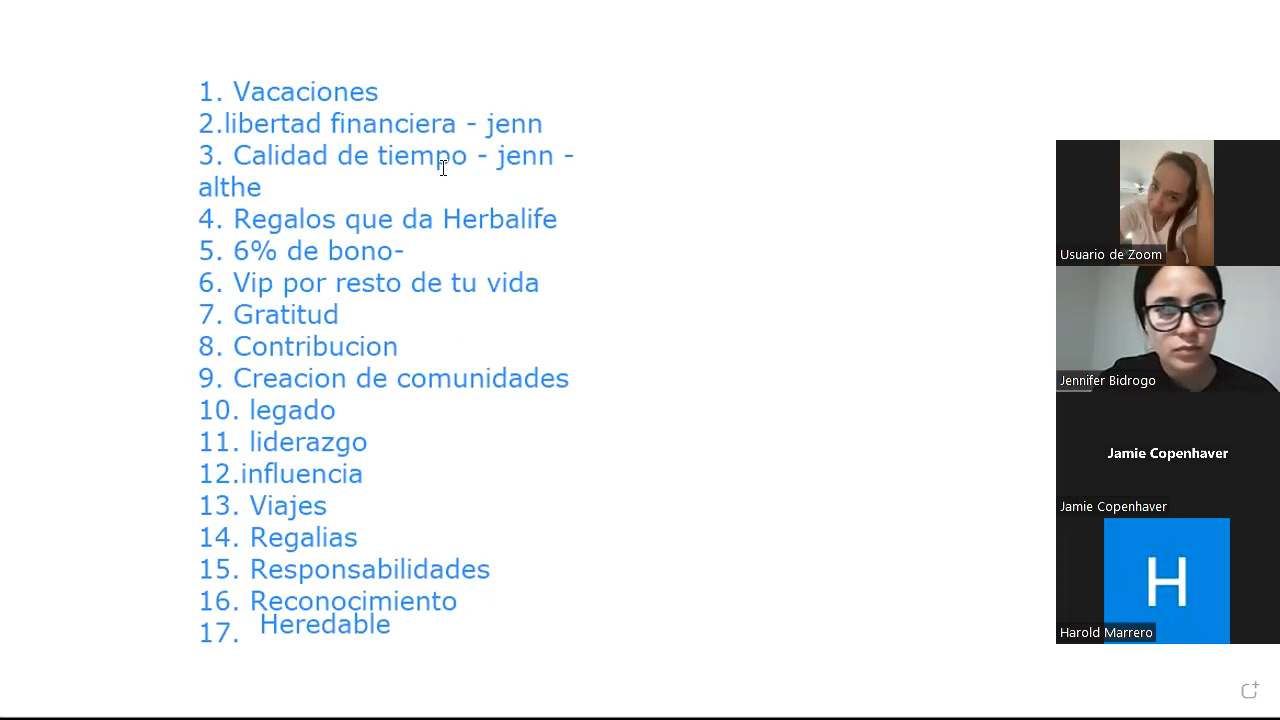 1. Vacaciones
2.libertad financiera - jenn
3. Calidad de tiempo - jenn -
althe
4. Regalos que da Herbalife
5. 6% de bono-
6. Vip por resto de tu vida
7. Gratitud
8. Contribucion
9. Creacion de comunidades
10. legado
11. liderazgo
12.influencia
13. Viajes
14. Regalias
15. Responsabilidades
16. Reconocimiento
17. Heredable
Usuario de Zoom
Jennifer Bidrogo
Jamie Copenhaver
Jamie Copenhaver
H
Harold Marrero